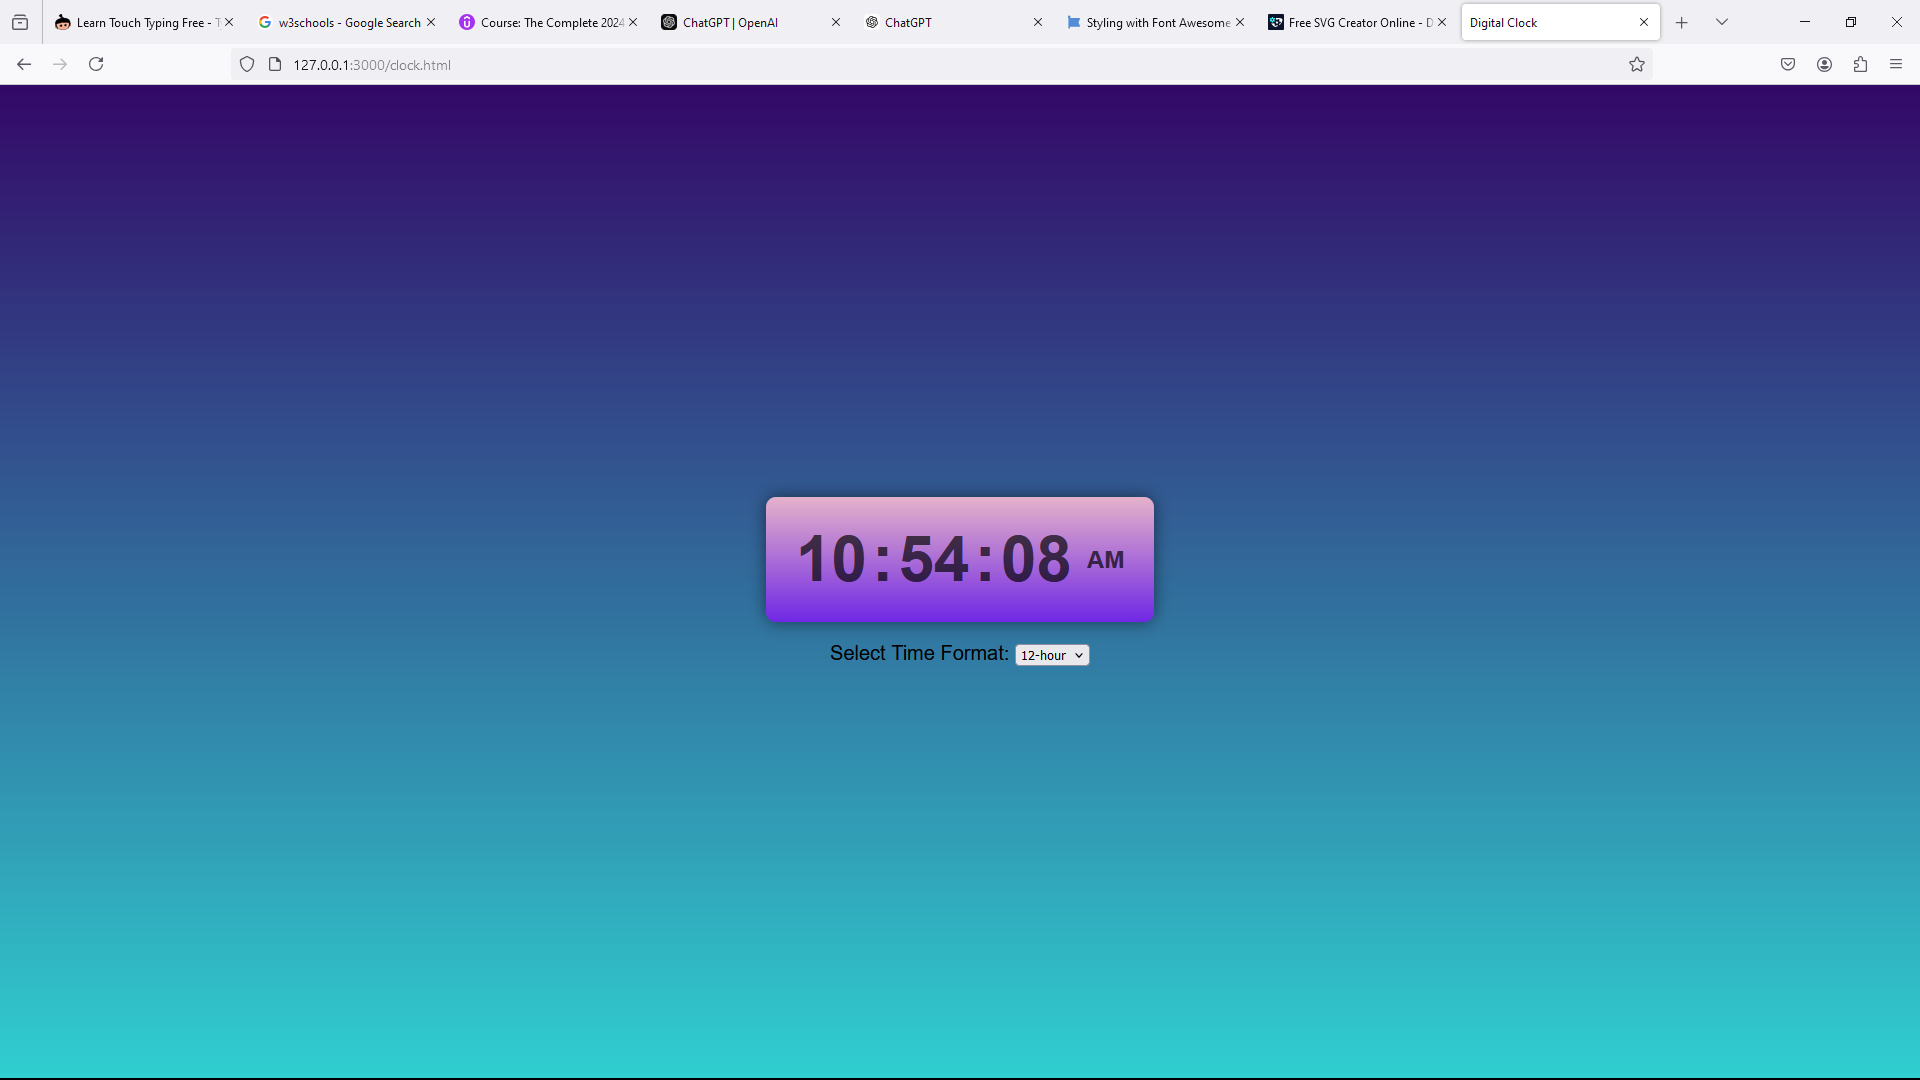 Learn Touch Typing Free -
w3schools - Google Search
Course: The Complete 2024
ChatGPT | OpenAI
ChatGPT
Styling with Font Awesome
Free SVG Creator Online - D
Digital Clock
127.0.0.1:3000/clock.html
10:54:08 AM
Select Time Format: 12-hour